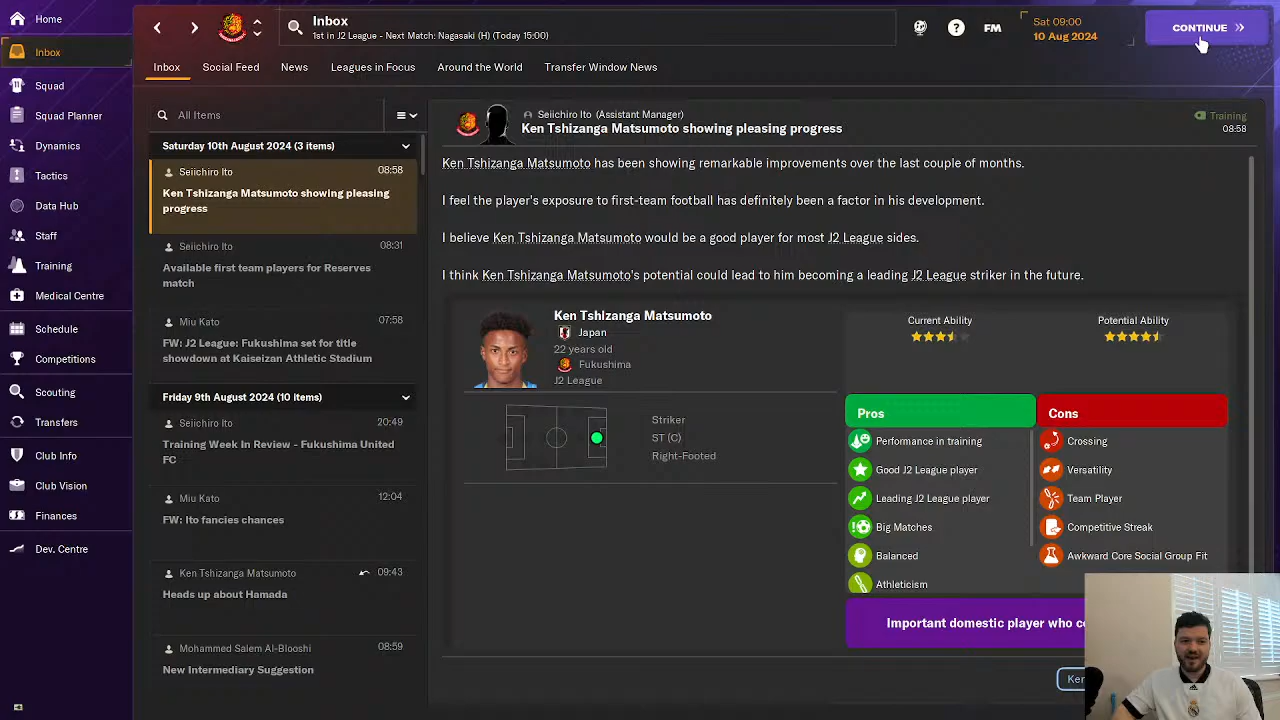 Home
Inbox
1st in J2 League - Next Match: Nagasaki (H) (Today 15:00)
FM
Sat 09:00
10 Aug 2024
CONTINUE
Inbox
Squad
Squad Planner
Dynamics
Tactics
Data Hub
Staff
Training
Medical Centre
Schedule
Competitions
Scouting
Transfers
Club Info
Club Vision
Finances
Dev. Centre
Inbox
Social Feed
News
Leagues in Focus
Around the World
Transfer Window News
All Items
Saturday 10th August 2024 (3 items)
Seiichiro Ito 08:58
Ken Tshizanga Matsumoto showing pleasing
progress
Seiichiro Ito 08:31
Available first team players for Reserves
match
Miu Kato 07:58
FW: J2 League: Fukushima set for title
showdown at Kaiseizan Athletic Stadium
Friday 9th August 2024 (10 items)
Seiichiro Ito 20:49
Training Week In Review - Fukushima United
FC
Miu Kato 12:04
FW: Ito fancies chances
Ken Tshizanga Matsumoto 09:43
Heads up about Hamada
Mohammed Salem Al-Blooshi 08:59
New Intermediary Suggestion
Seiichiro Ito (Assistant Manager)
Ken Tshizanga Matsumoto showing pleasing progress
Training
08:58
Ken Tshizanga Matsumoto has been showing remarkable improvements over the last couple of months.
I feel the player's exposure to first-team football has definitely been a factor in his development.
I believe Ken Tshizanga Matsumoto would be a good player for most J2 League sides.
I think Ken Tshizanga Matsumoto's potential could lead to him becoming a leading J2 League striker in the future.
Ken Tshizanga Matsumoto
Japan
22 years old
Fukushima
J2 League
Striker
ST (C)
Right-Footed
Current Ability
Potential Ability
Pros
Performance in training
Good J2 League player
Leading J2 League player
Big Matches
Balanced
Athleticism
Cons
Crossing
Versatility
Team Player
Competitive Streak
Awkward Core Social Group Fit
Important domestic player who c
Ker